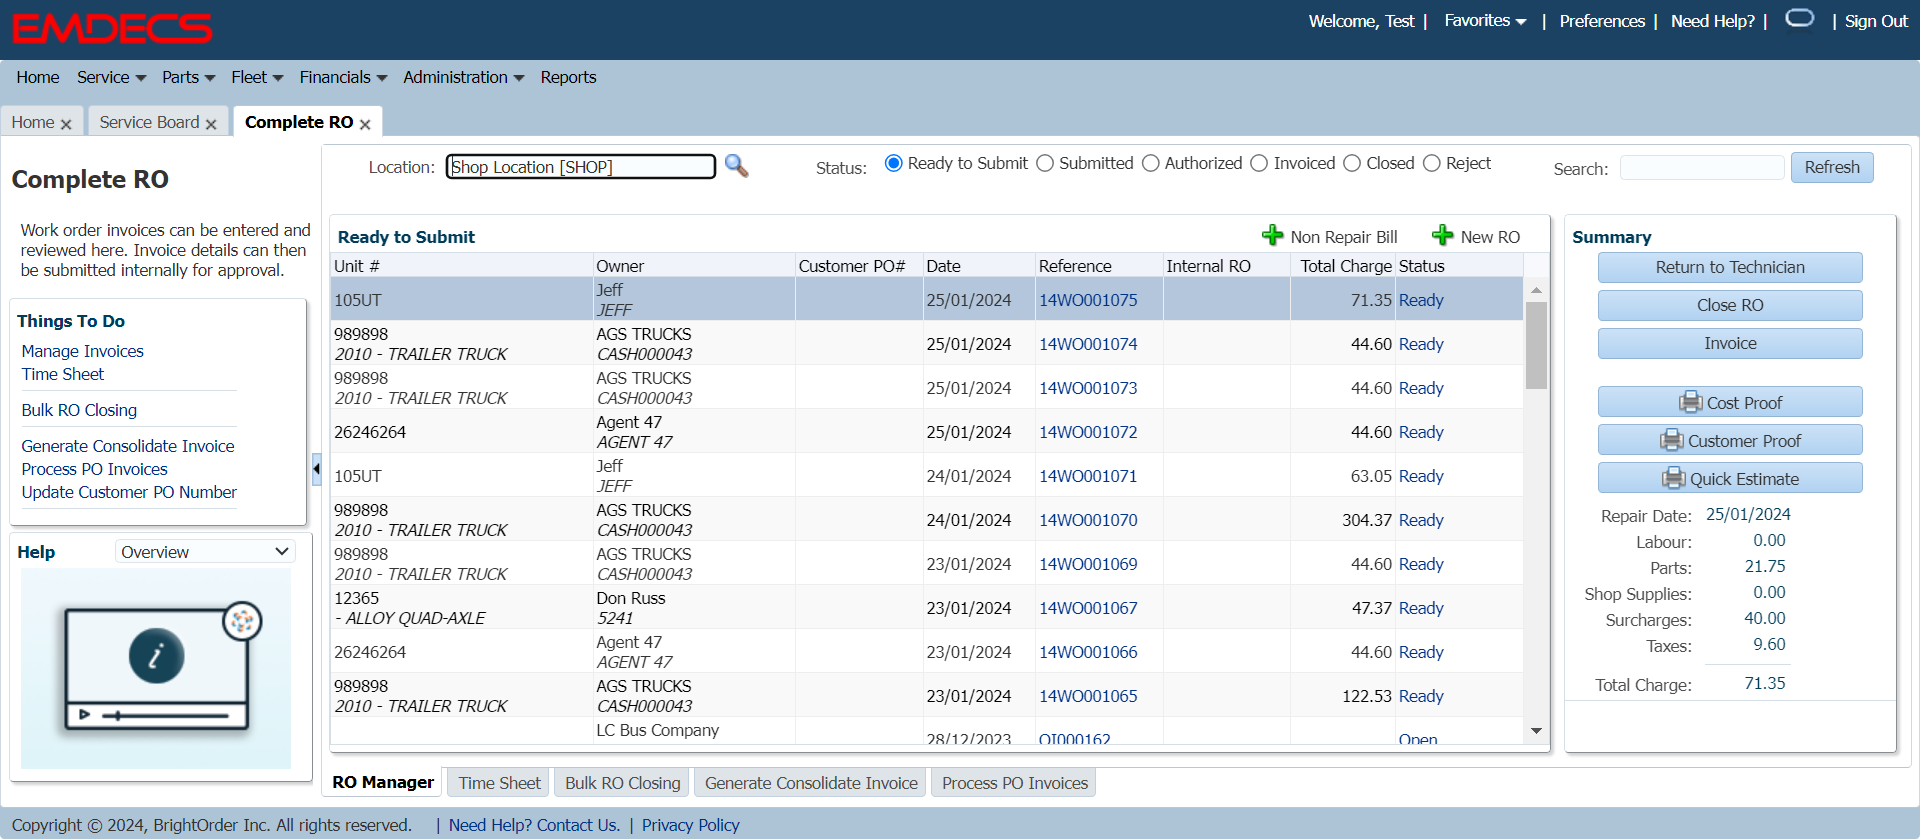 EMDECS
Welcome, Test | Favorites | Preferences | Need Help? | | Sign Out
Home Service Parts Fleet Financials Administration Reports
Home Service Board Complete RO
Complete RO
Work order invoices can be entered and
reviewed here. Invoice details can then
be submitted internally for approval.
Things To Do
Manage Invoices
Time Sheet
Bulk RO Closing
Generate Consolidate Invoice
Process PO Invoices
Update Customer PO Number
Help Overview
Location: Shop Location [SHOP] Status: Ready to Submit Submitted Authorized Invoiced Closed Reject Search: Refresh
Ready to Submit Non Repair Bill New RO
Unit # Owner Customer PO# Date Reference Internal RO Total Charge Status
105UT Jeff 25/01/2024 14WO001075 71.35 Ready
JEFF
989898 AGS TRUCKS 25/01/2024 14WO001074 44.60 Ready
2010 - TRAILER TRUCK CASH000043
989898 AGS TRUCKS 25/01/2024 14WO001073 44.60 Ready
2010 - TRAILER TRUCK CASH000043
26246264 Agent 47 25/01/2024 14WO001072 44.60 Ready
AGENT 47
105UT Jeff 24/01/2024 14WO001071 63.05 Ready
JEFF
989898 AGS TRUCKS 24/01/2024 14WO001070 304.37 Ready
2010 - TRAILER TRUCK CASH000043
989898 AGS TRUCKS 23/01/2024 14WO001069 44.60 Ready
2010 - TRAILER TRUCK CASH000043
12365 Don Russ 23/01/2024 14WO001067 47.37 Ready
- ALLOY QUAD-AXLE 5241
26246264 Agent 47 23/01/2024 14WO001066 44.60 Ready
AGENT 47
989898 AGS TRUCKS 23/01/2024 14WO001065 122.53 Ready
2010 - TRAILER TRUCK CASH000043
LC Bus Company
28/12/2023 OI000162 Open
Summary
Return to Technician
Close RO
Invoice
Cost Proof
Customer Proof
Quick Estimate
Repair Date: 25/01/2024
Labour: 0.00
Parts: 21.75
Shop Supplies: 0.00
Surcharges: 40.00
Taxes: 9.60
Total Charge: 71.35
RO Manager Time Sheet Bulk RO Closing Generate Consolidate Invoice Process PO Invoices
Copyright © 2024, BrightOrder Inc. All rights reserved. | Need Help? Contact Us. | Privacy Policy